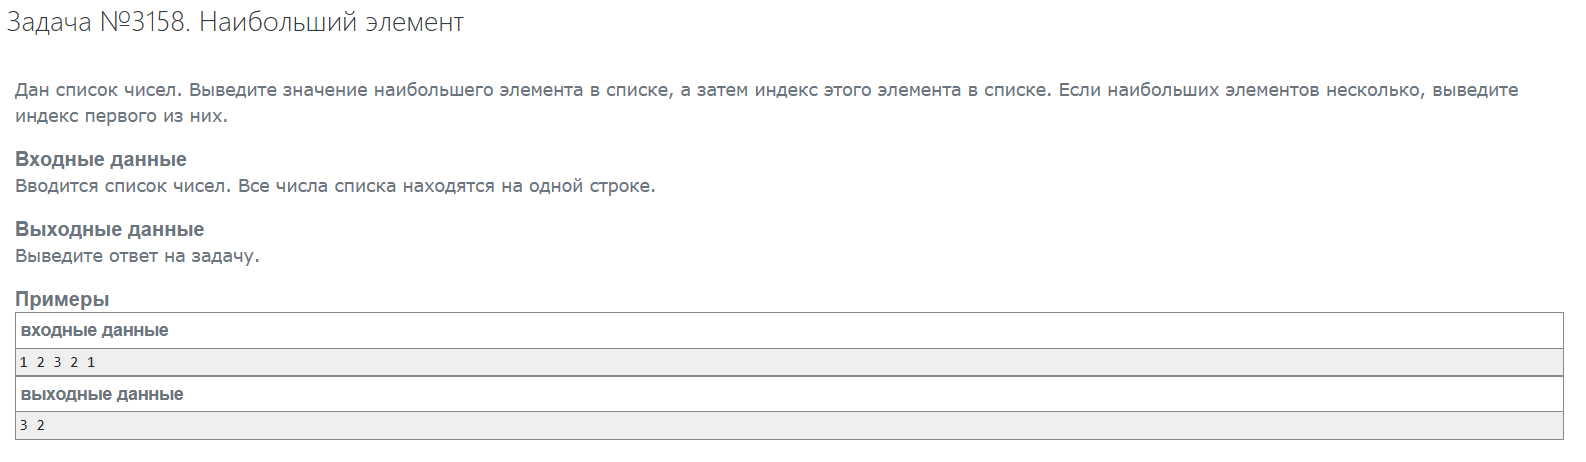 Задача №3158. Наибольший элемент
Дан список чисел. Выведите значение наибольшего элемента в списке, а затем индекс этого элемента в списке. Если наибольших элементов несколько, выведите
индекс первого из них.
Входные данные
Вводится список чисел. Все числа списка находятся на одной строке.
Выходные данные
Выведите ответ на задачу.
Примеры
входные данные
1 2 3 2 1
выходные данные
3 2